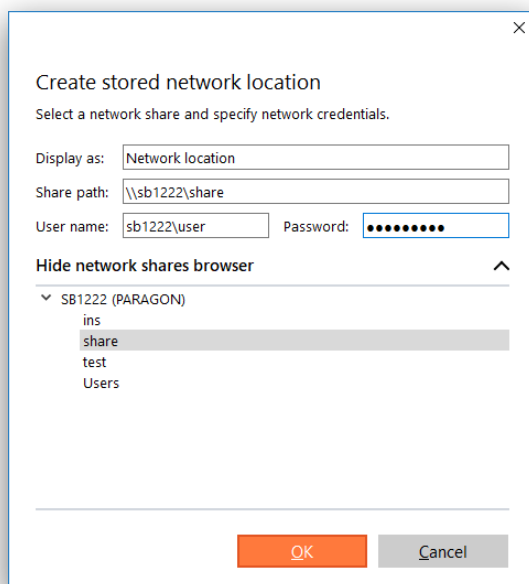 Create stored network location
Select a network share and specify network credentials.
Display as: Network location
Share path: \\sb1222\share
User name: sb1222\user Password: ●●●●●●●●●
Hide network shares browser
SB1222 (PARAGON)
ins
share
test
Users
OK Cancel